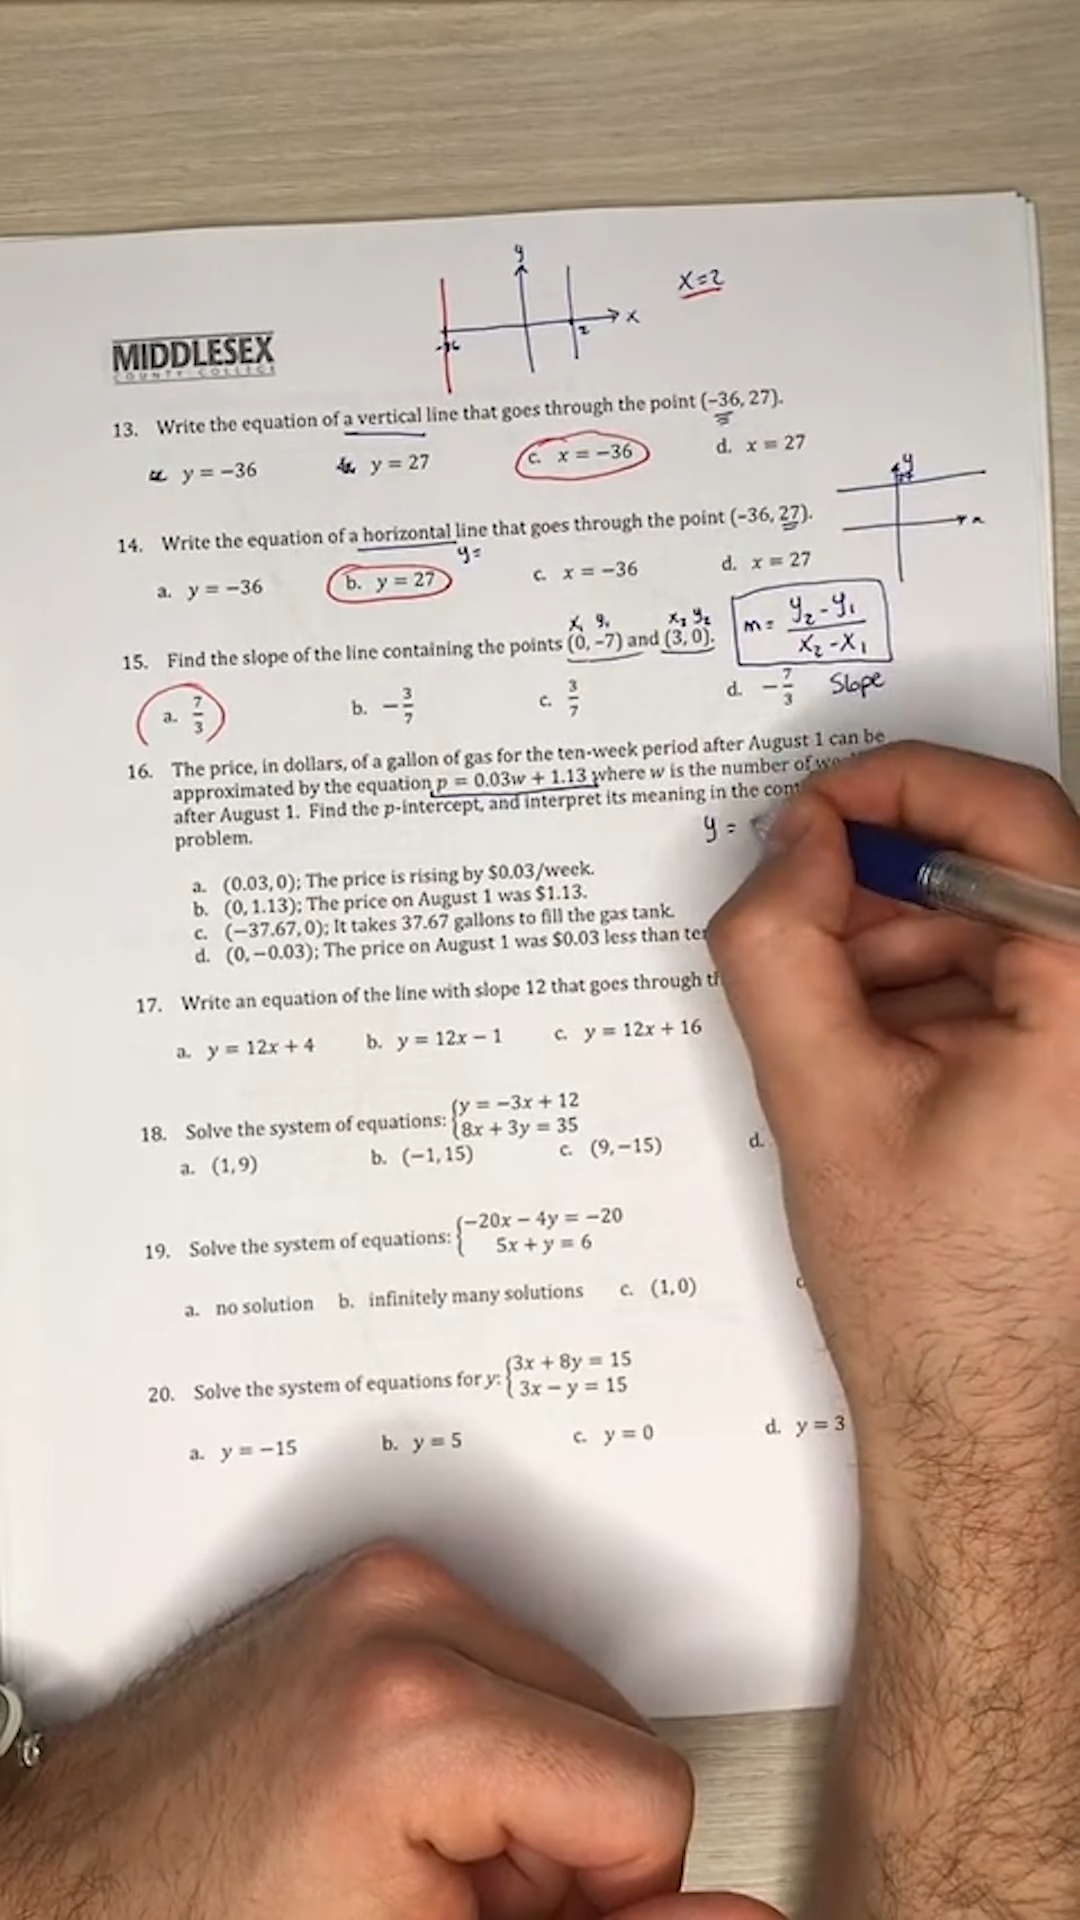 y
x=2
x
2
-36
MIDDLESEX
COUNTY COLLEGE
13. Write the equation of a vertical line that goes through the point (−36, 27).
y = −36 y = 27 c. x = −36 d. x = 27
y
14. Write the equation of a horizontal line that goes through the point (−36, 27).
y=
a. y = −36 b. y = 27 c. x = −36 d. x = 27
x₁ y₁ x₂ y₂
m = y₂-y₁ / x₂-x₁
15. Find the slope of the line containing the points (0, −7) and (3, 0).
a. 7/3 b. −3/7 c. 3/7 d. −7/3 Slope
16. The price, in dollars, of a gallon of gas for the ten-week period after August 1 can be
approximated by the equation p = 0.03w + 1.13 where w is the number of
after August 1. Find the p-intercept, and interpret its meaning in the
problem.
y =
a. (0.03, 0); The price is rising by $0.03/week.
b. (0, 1.13); The price on August 1 was $1.13.
c. (−37.67, 0); It takes 37.67 gallons to fill the gas tank.
d. (0, −0.03); The price on August 1 was $0.03 less than
17. Write an equation of the line with slope 12 that goes through
a. y = 12x + 4 b. y = 12x − 1 c. y = 12x + 16
18. Solve the system of equations: { y = −3x + 12
8x + 3y = 35
a. (1,9) b. (−1,15) c. (9,−15) d.
19. Solve the system of equations: { −20x − 4y = −20
5x + y = 6
a. no solution b. infinitely many solutions c. (1,0)
20. Solve the system of equations for y: { 3x + 8y = 15
3x − y = 15
a. y = −15 b. y = 5 c. y = 0 d. y = 3